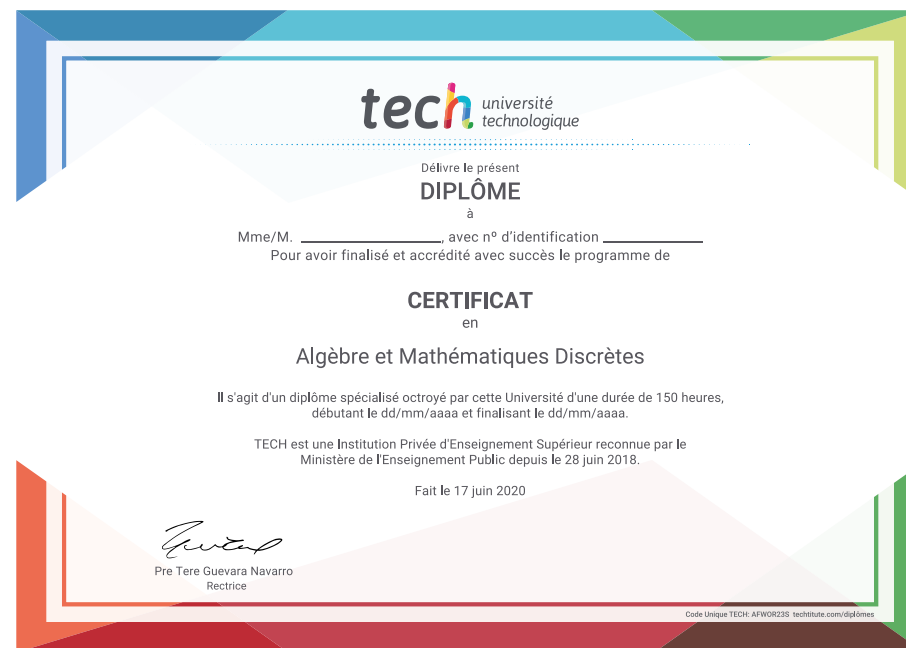 tech université
technologique
Délivre le présent
DIPLÔME
à
Mme/M. ____________________, avec nº d'identification ______________
Pour avoir finalisé et accrédité avec succès le programme de
CERTIFICAT
en
Algèbre et Mathématiques Discrètes
Il s'agit d'un diplôme spécialisé octroyé par cette Université d'une durée de 150 heures,
débutant le dd/mm/aaaa et finalisant le dd/mm/aaaa.
TECH est une Institution Privée d'Enseignement Supérieur reconnue par le
Ministère de l'Enseignement Public depuis le 28 juin 2018.
Fait le 17 juin 2020
Pre Tere Guevara Navarro
Rectrice
Code Unique TECH: AFWOR23S techtitute.com/diplômes